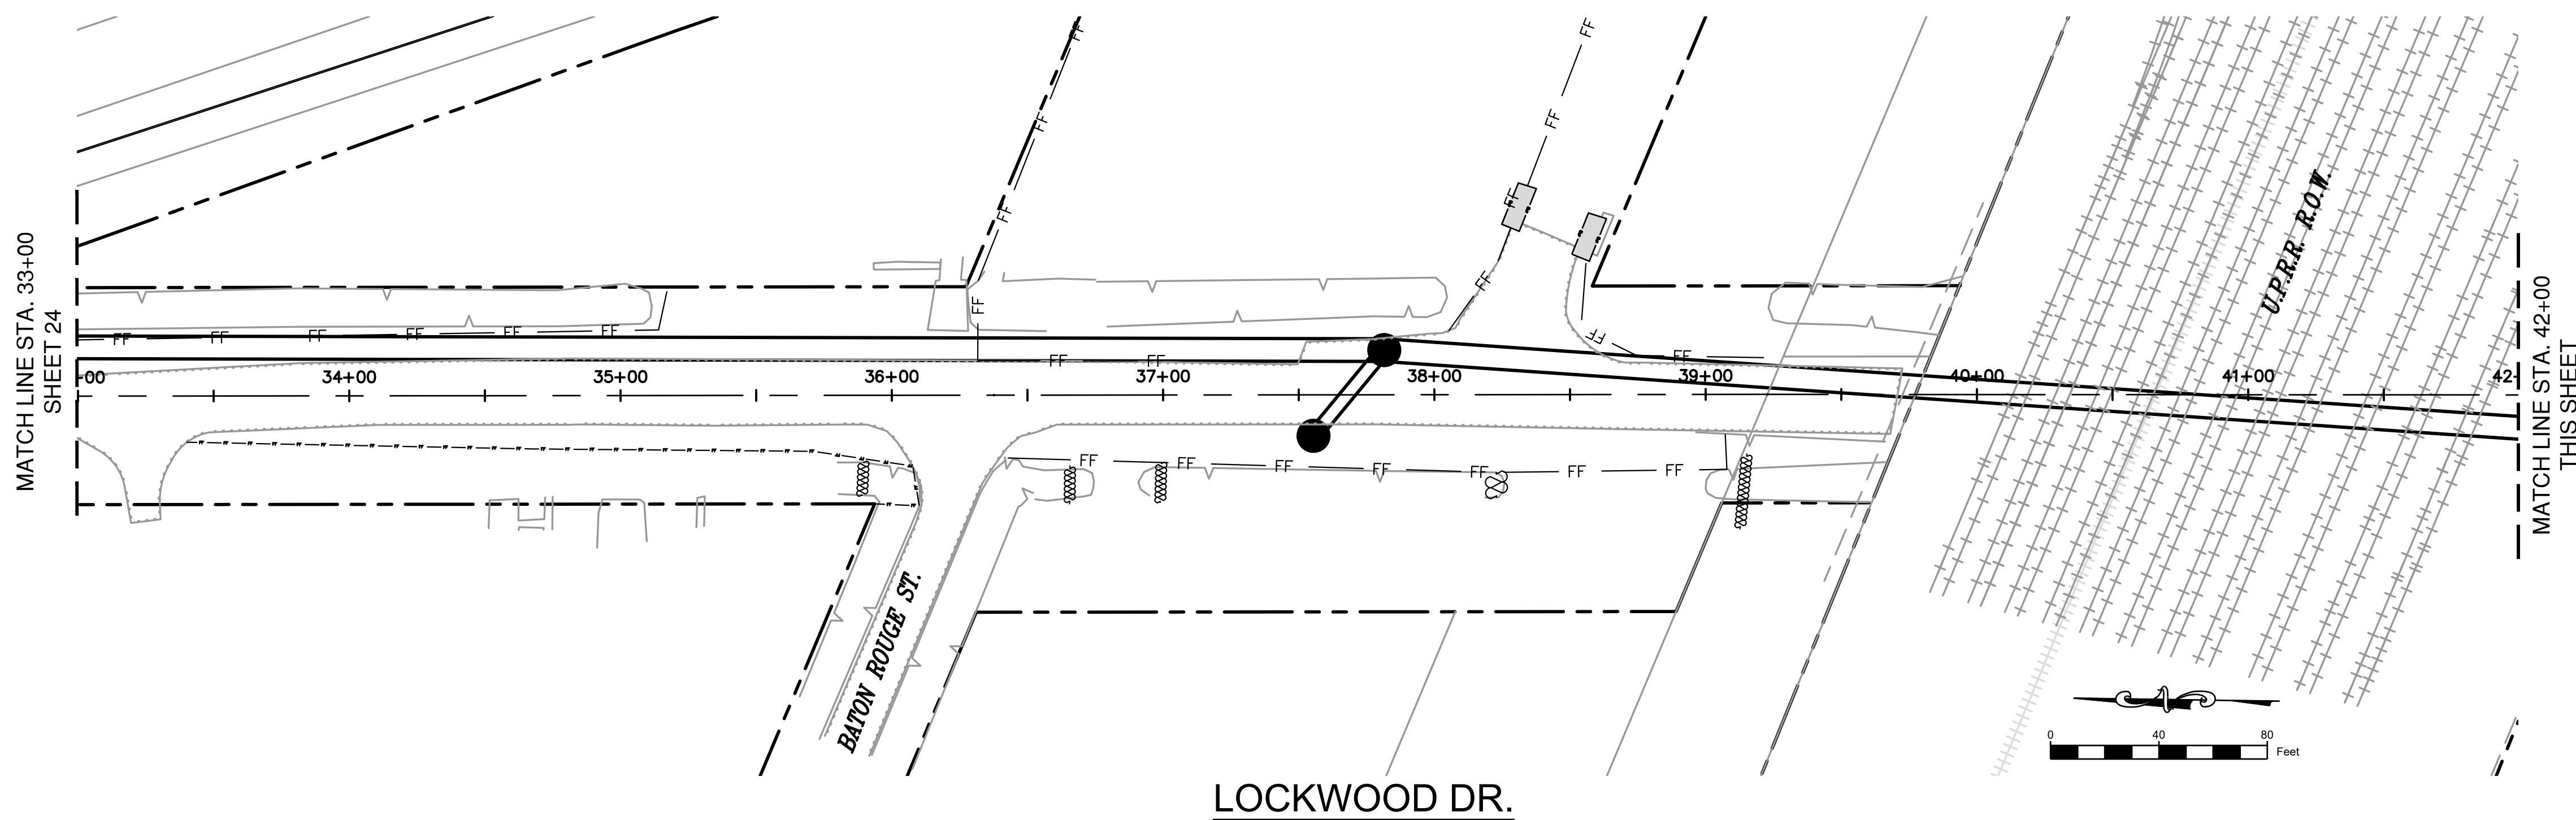 FF
FF
FF
FF
FF
FF
FF
FF
U.P.R.R. R.O.W.
MATCH LINE STA. 33+00
SHEET 24
FF
FF
FF
FF
FF
FF
FF
FF
FF
FF
FF
+00
34+00
35+00
36+00
37+00
38+00
39+00
40+00
41+00
42+
MATCH LINE STA. 42+00
THIS SHEET
FF
FF
FF
FF
FF
FF
FF
BATON ROUGE ST.
N
0
40
80
Feet
LOCKWOOD DR.